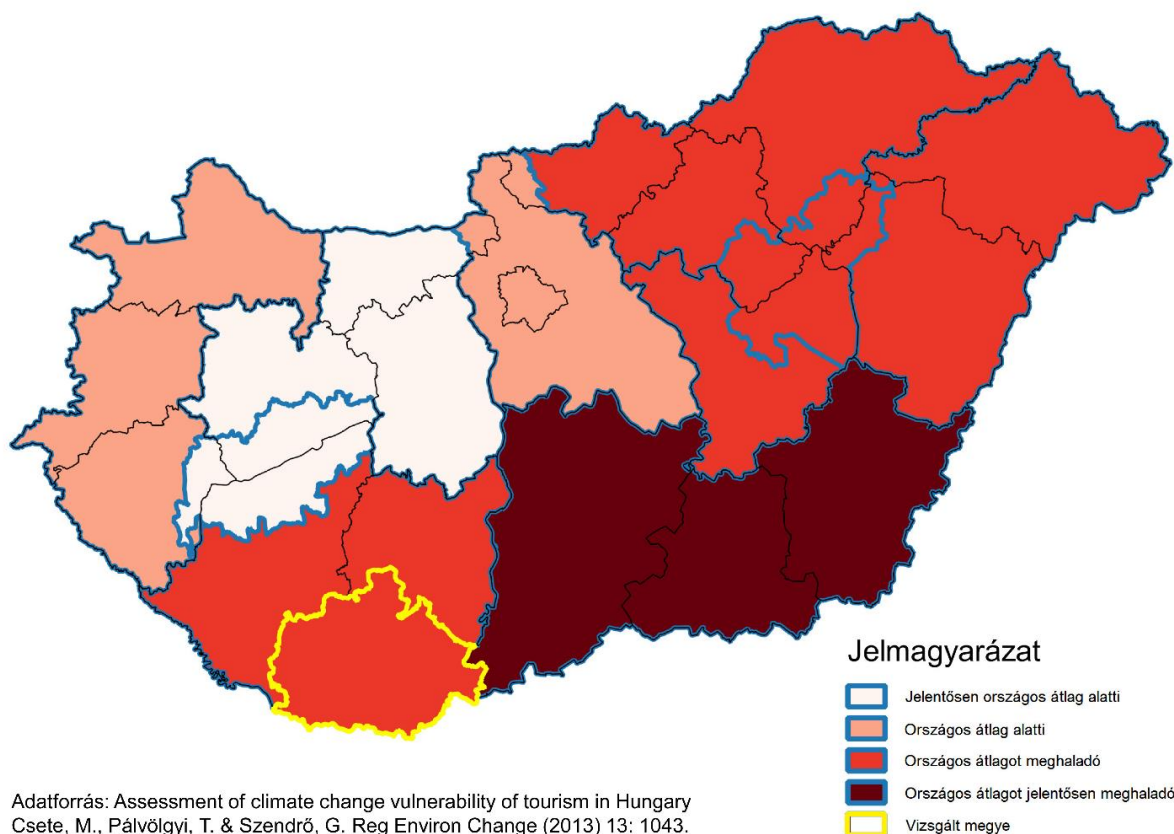 Jelmagyarázat
Jelentősen országos átlag alatti
Országos átlag alatti
Országos átlagot meghaladó
Országos átlagot jelentősen meghaladó
Vizsgált megye
Adatforrás: Assessment of climate change vulnerability of tourism in Hungary
Csete, M., Pálvölgyi, T. & Szendrő, G. Reg Environ Change (2013) 13: 1043.